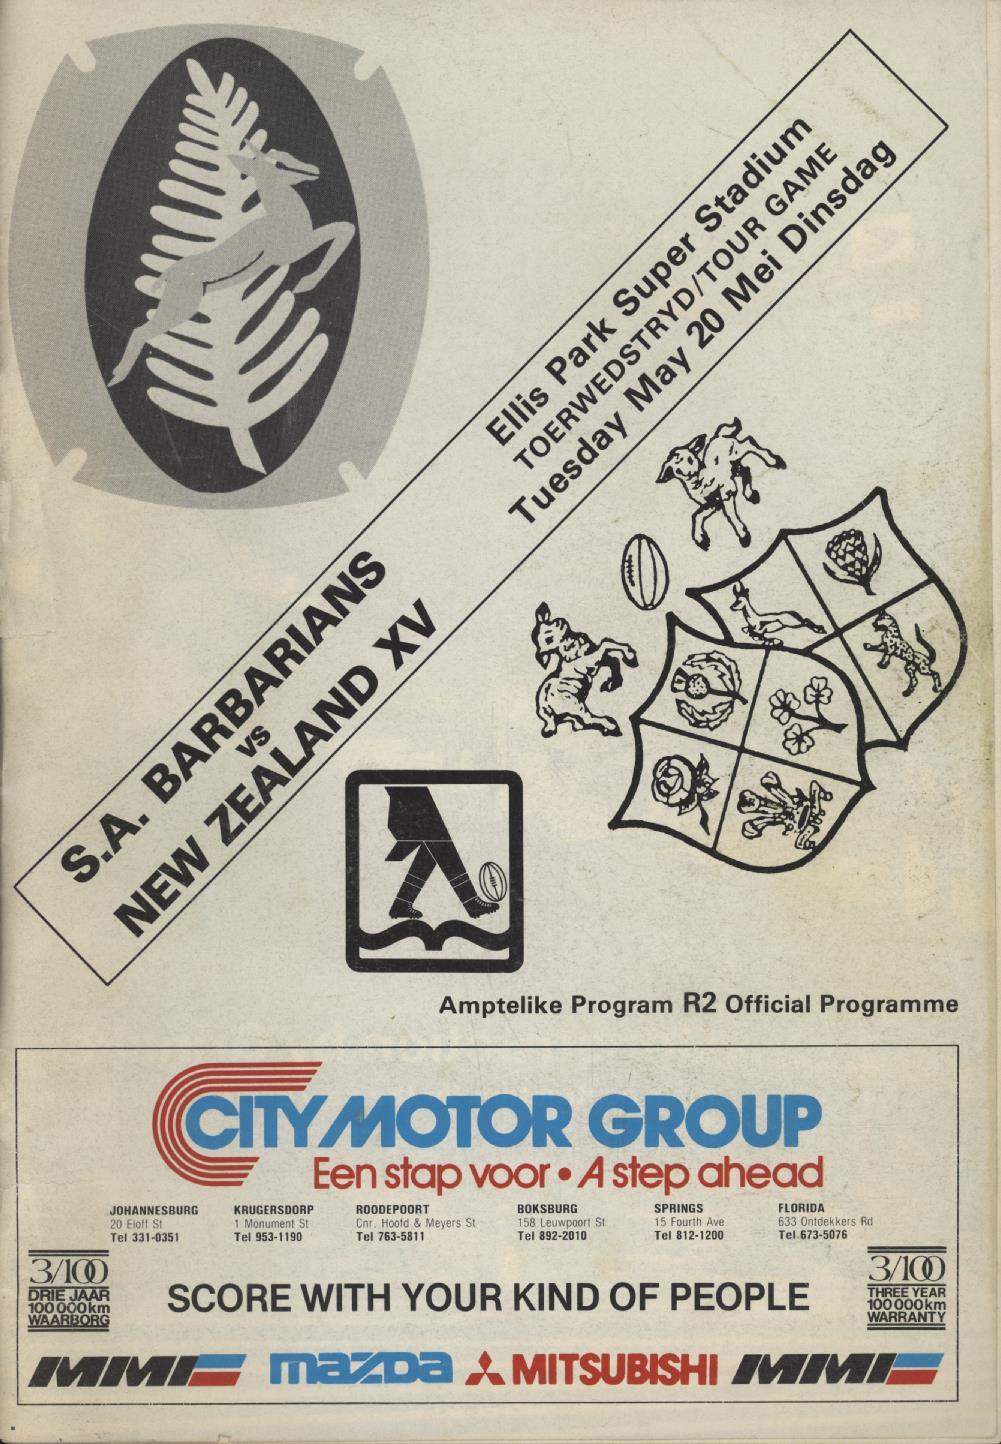 Ellis Park Super Stadium
TOERWEDSTRYD/TOUR GAME
Tuesday May 20 Mei Dinsdag
S.A. BARBARIANS
vs
NEW ZEALAND XV
Amptelike Program R2 Official Programme
CITY MOTOR GROUP
Een stap voor • A step ahead
JOHANNESBURG
20 Eloff St
Tel 331-0351
KRUGERSDORP
1 Monument St
Tel 953-1190
ROODEPOORT
Cnr. Hoofd & Meyers St
Tel 763-5811
BOKSBURG
158 Leuwpoort St
Tel 892-2010
SPRINGS
15 Fourth Ave
Tel 812-1200
FLORIDA
633 Ontdekkers Rd
Tel 673-5076
3/100
DRIE JAAR
100 000 km
WAARBORG
SCORE WITH YOUR KIND OF PEOPLE
3/100
THREE YEAR
100 000 km
WARRANTY
MMI mazda MITSUBISHI MMI